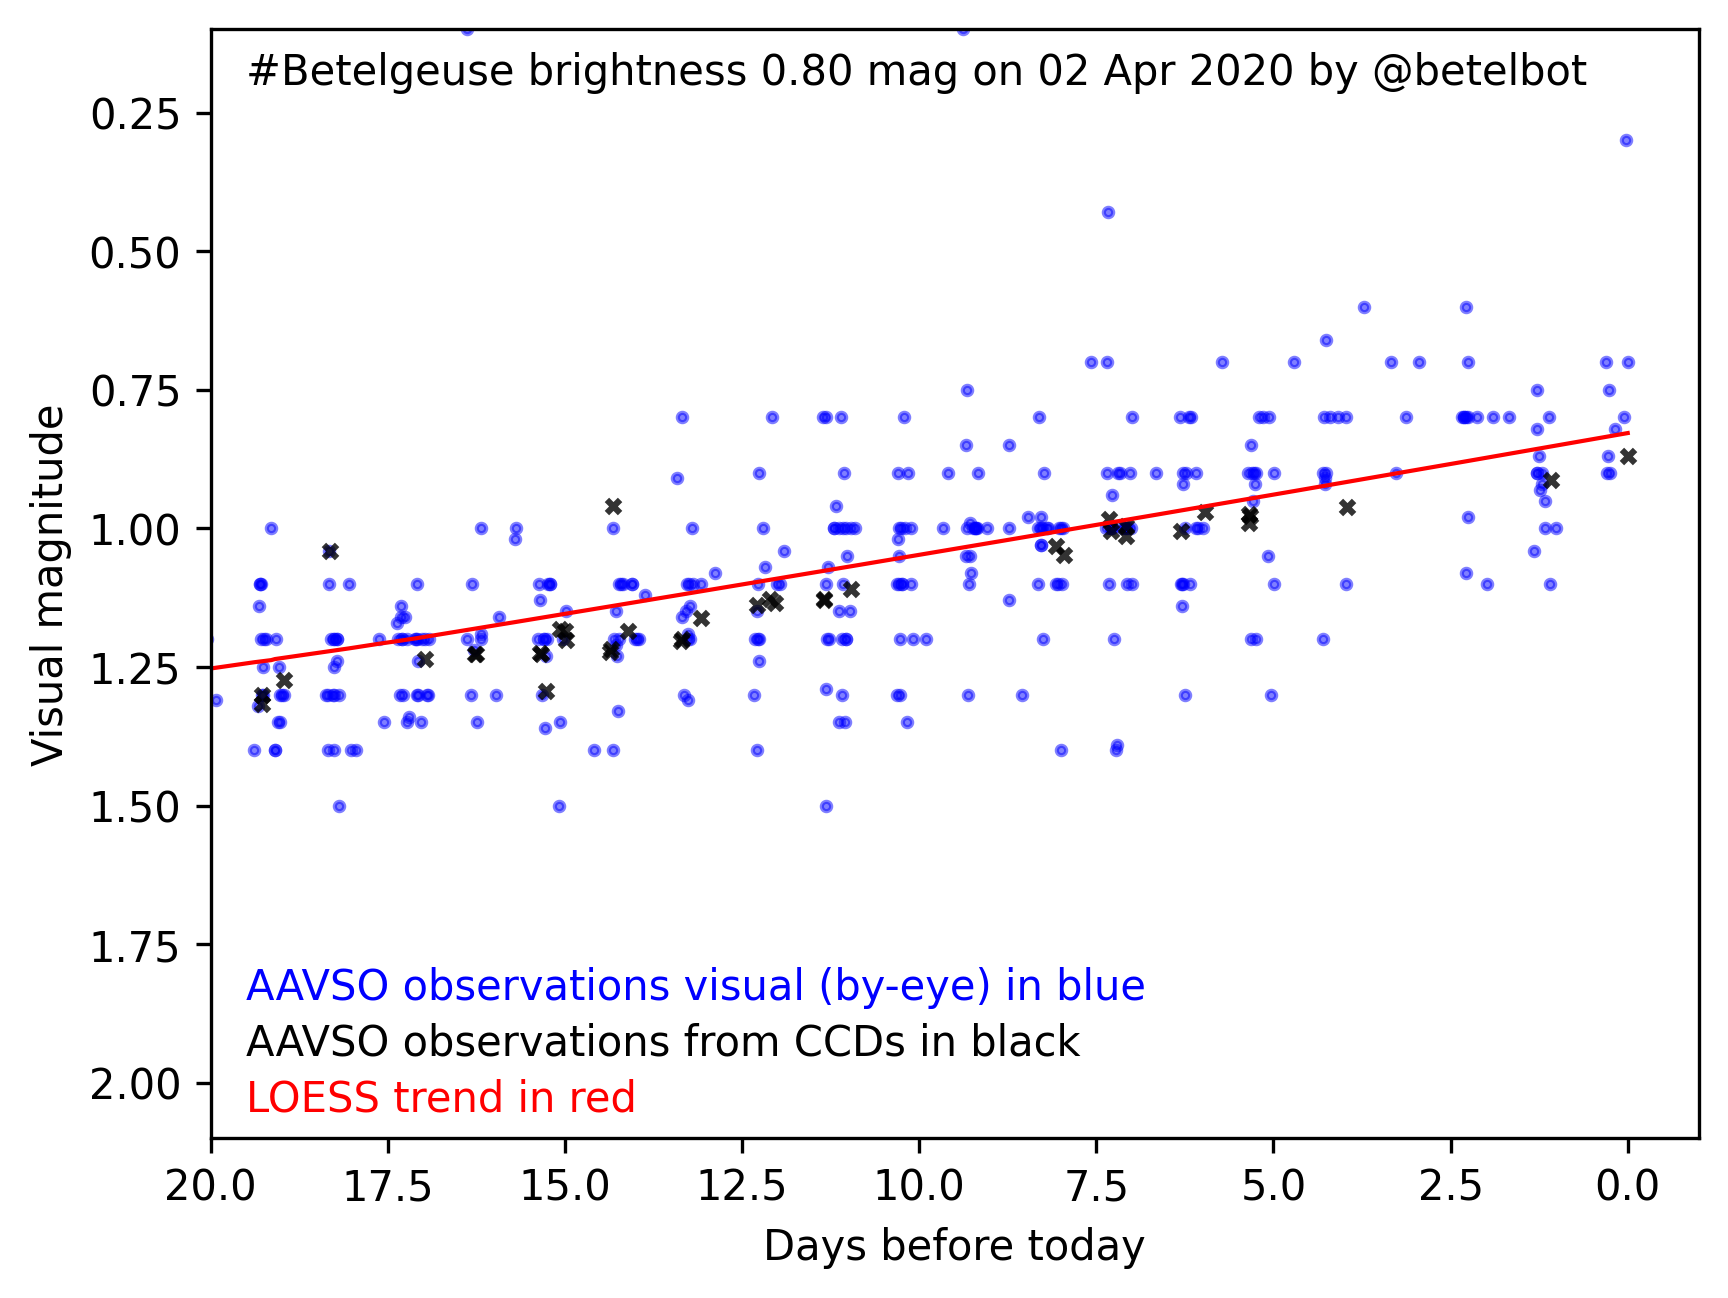 #Betelgeuse brightness 0.80 mag on 02 Apr 2020 by @betelbot
0.25
0.50
0.75
1.00
1.25
1.50
1.75
2.00
Visual magnitude
AAVSO observations visual (by-eye) in blue
AAVSO observations from CCDs in black
LOESS trend in red
20.0 17.5 15.0 12.5 10.0 7.5 5.0 2.5 0.0
Days before today